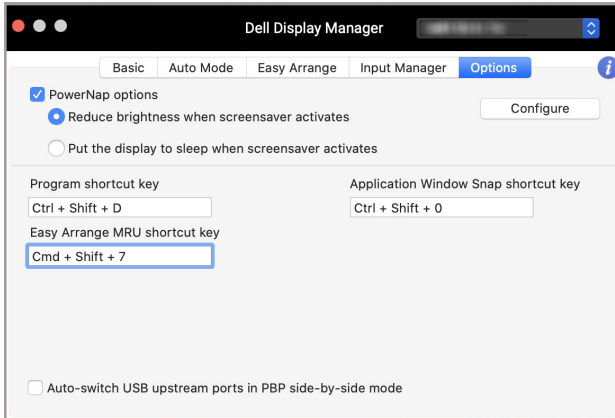 Dell Display Manager
Basic Auto Mode Easy Arrange Input Manager Options i
PowerNap options
Configure
Reduce brightness when screensaver activates
Put the display to sleep when screensaver activates
Program shortcut key Application Window Snap shortcut key
Ctrl + Shift + D Ctrl + Shift + 0
Easy Arrange MRU shortcut key
Cmd + Shift + 7
Auto-switch USB upstream ports in PBP side-by-side mode